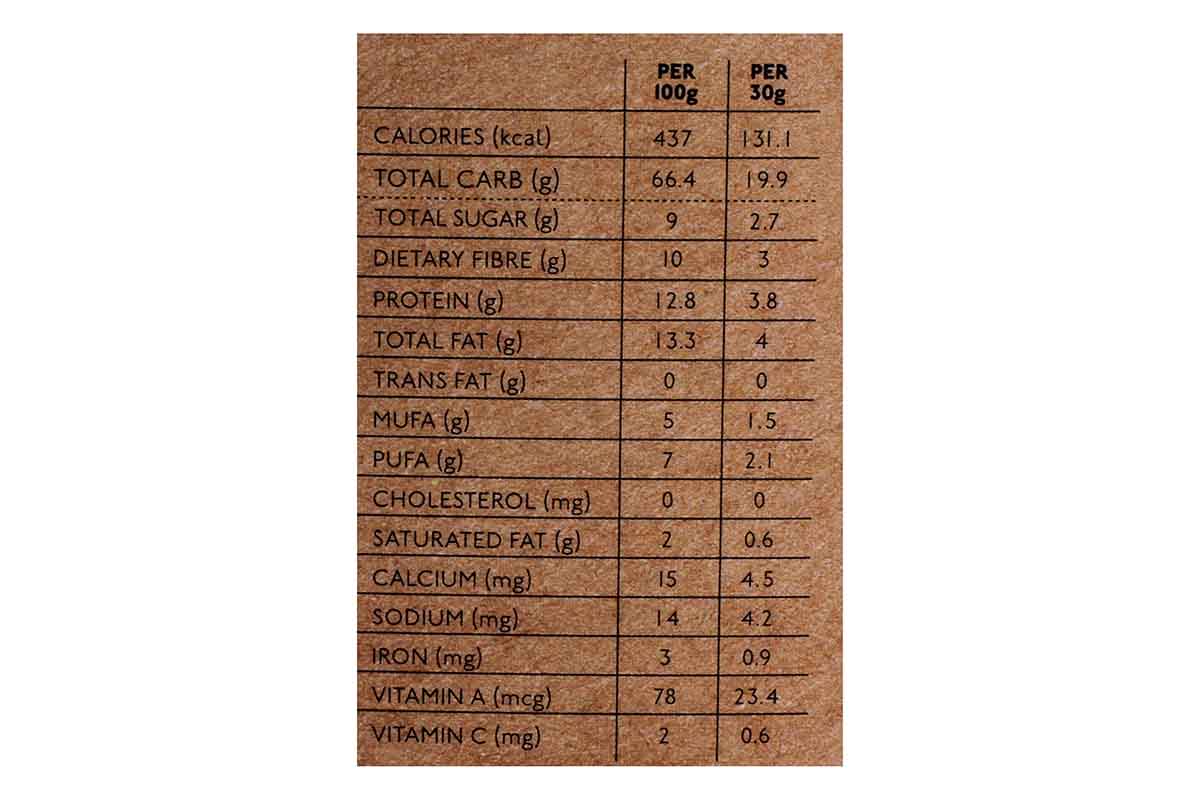 PER 100g PER 30g
CALORIES (kcal) 437 131.1
TOTAL CARB (g) 66.4 19.9
TOTAL SUGAR (g) 9 2.7
DIETARY FIBRE (g) 10 3
PROTEIN (g) 12.8 3.8
TOTAL FAT (g) 13.3 4
TRANS FAT (g) 0 0
MUFA (g) 5 1.5
PUFA (g) 7 2.1
CHOLESTEROL (mg) 0 0
SATURATED FAT (g) 2 0.6
CALCIUM (mg) 15 4.5
SODIUM (mg) 14 4.2
IRON (mg) 3 0.9
VITAMIN A (mcg) 78 23.4
VITAMIN C (mg) 2 0.6